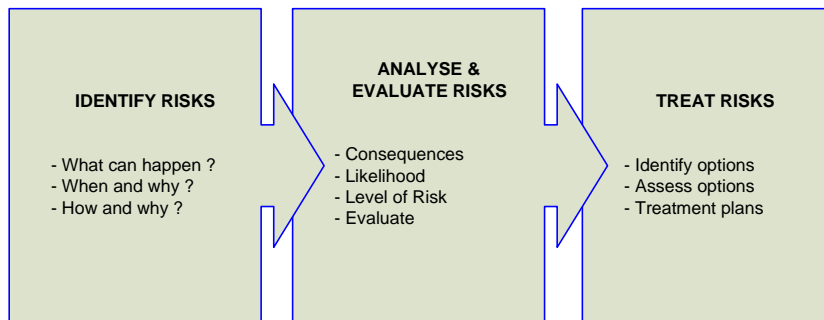 IDENTIFY RISKS
- What can happen ?
- When and why ?
- How and why ?
ANALYSE &
EVALUATE RISKS
- Consequences
- Likelihood
- Level of Risk
- Evaluate
TREAT RISKS
- Identify options
- Assess options
- Treatment plans